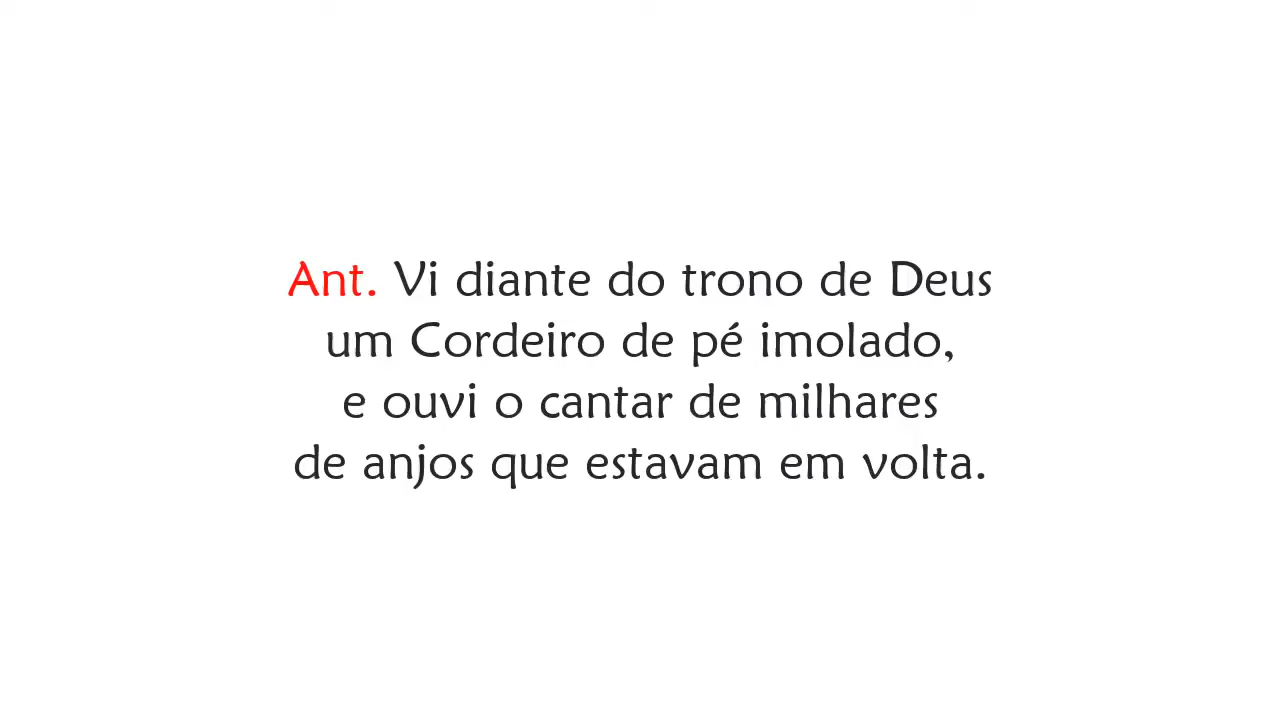 Ant. Vi diante do trono de Deus
um Cordeiro de pé imolado,
e ouvi o cantar de milhares
de anjos que estavam em volta.